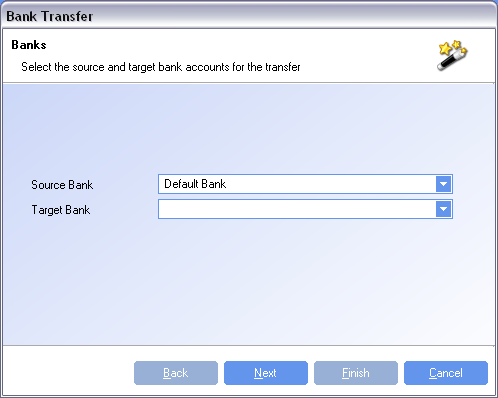 Bank Transfer
Banks
Select the source and target bank accounts for the transfer
Source Bank Default Bank
Target Bank
Back Next Finish Cancel